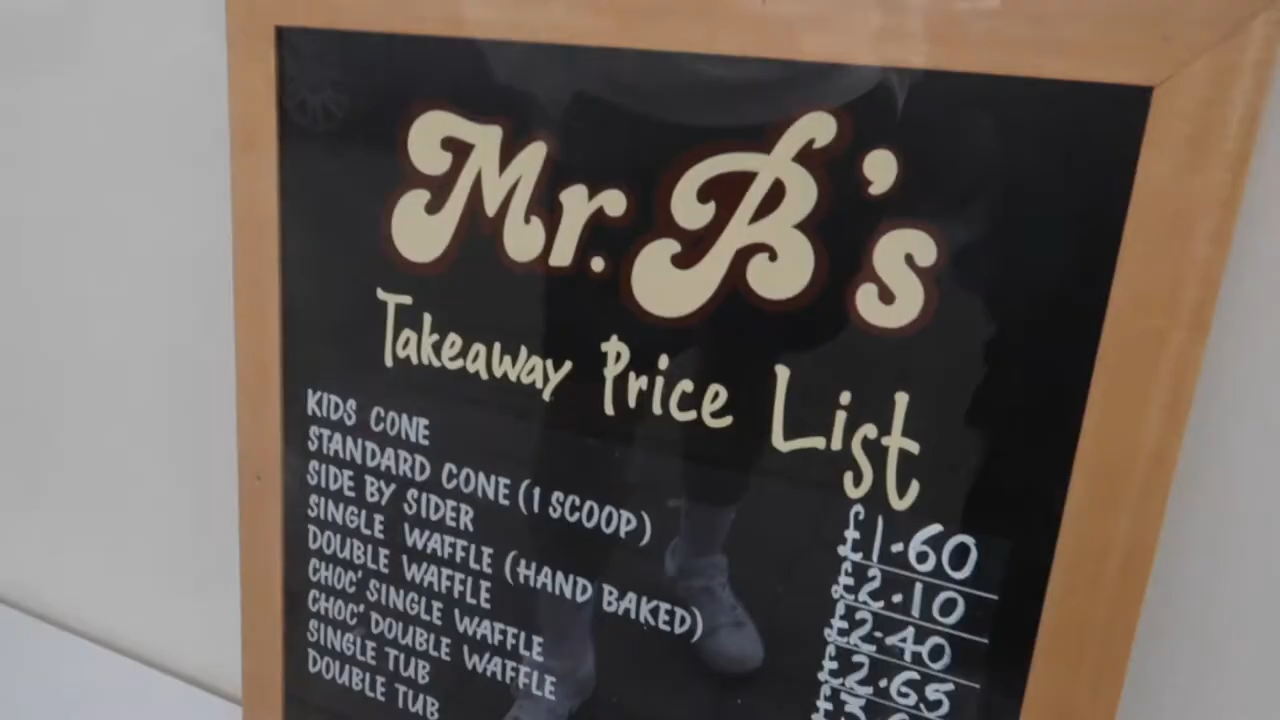 Mr. B's
Takeaway Price List
KIDS CONE £1.60
STANDARD CONE (1 SCOOP) £2.10
SIDE BY SIDER £2.40
SINGLE WAFFLE (HAND BAKED) £2.65
DOUBLE WAFFLE
CHOC' SINGLE WAFFLE
CHOC' DOUBLE WAFFLE
SINGLE TUB
DOUBLE TUB